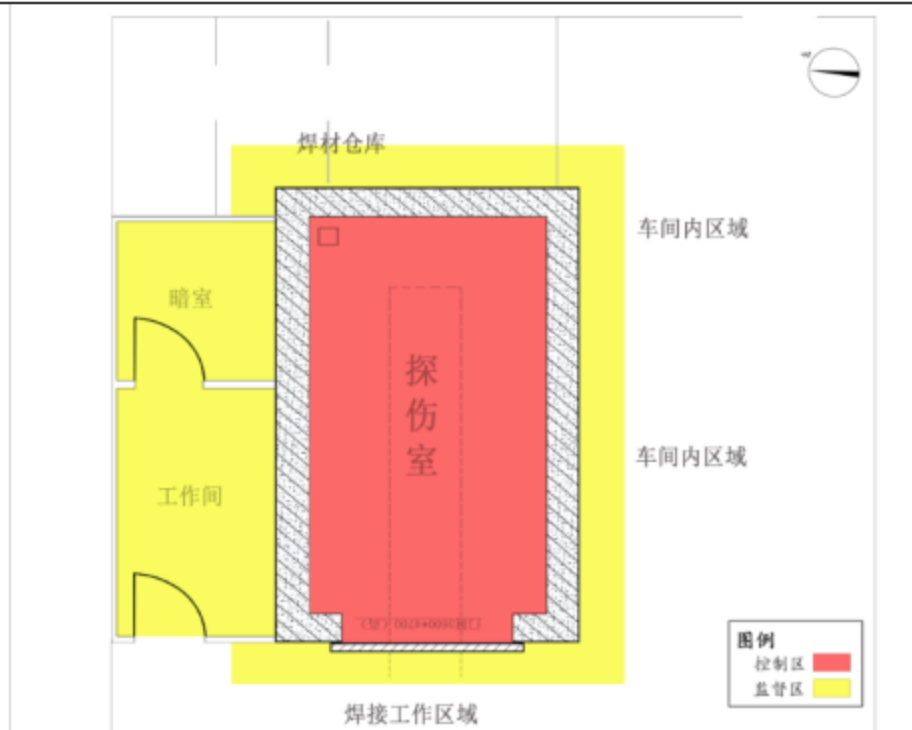 焊材仓库
车间内区域
暗室
探伤室
车间内区域
工作间
焊接工作区域
图例
控制区
监督区